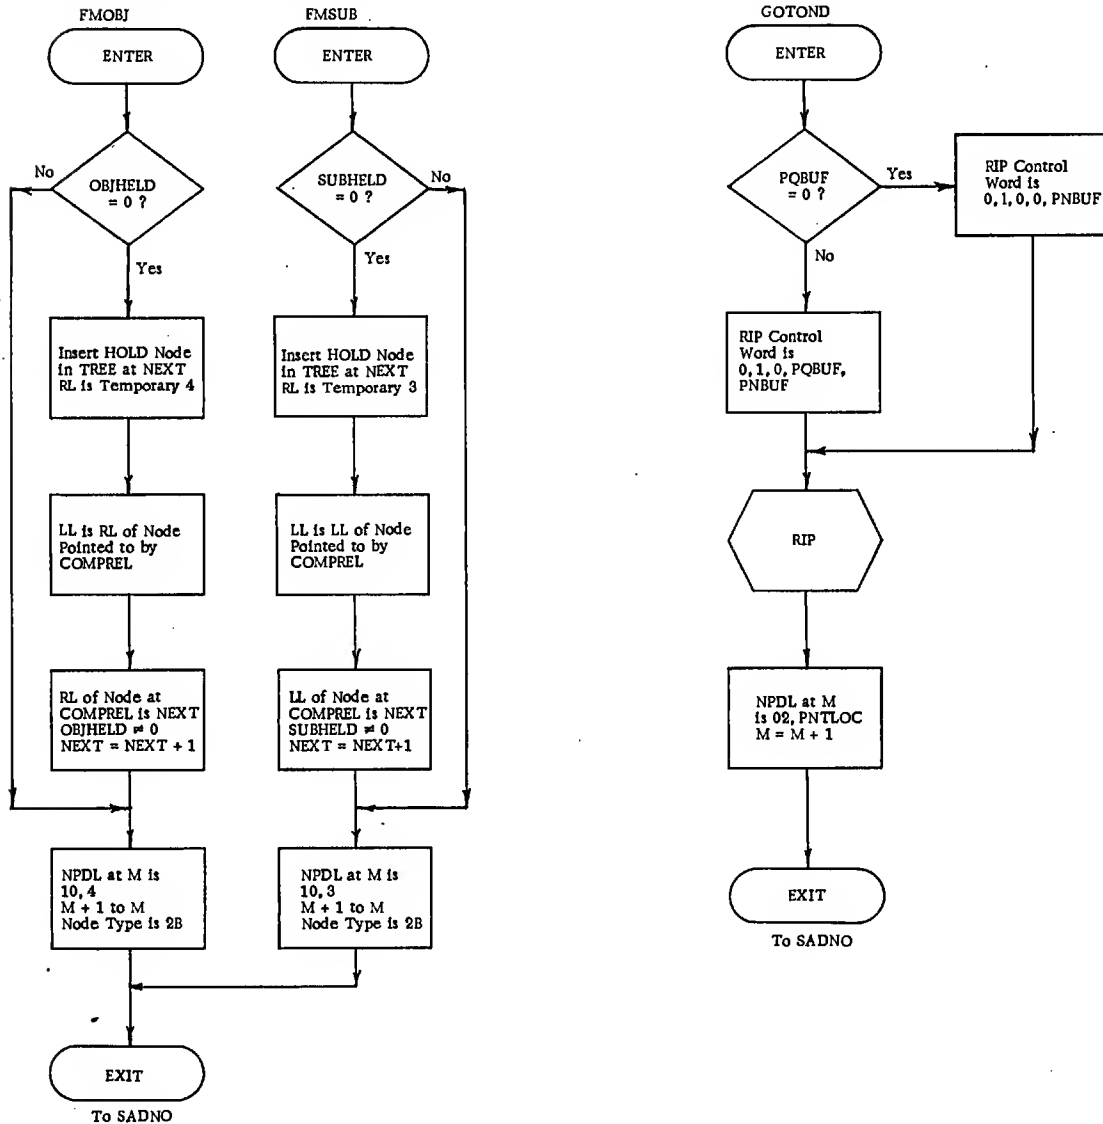 FMOBJ
ENTER
No
OBJHELD
= 0 ?
Yes
Insert HOLD Node
in TREE at NEXT
RL is Temporary 4
LL is RL of Node
Pointed to by
COMPREL
RL of Node at
COMPREL is NEXT
OBJHELD ≠ 0
NEXT = NEXT + 1
NPDL at M is
10, 4
M + 1 to M
Node Type is 2B
EXIT
To SADNO
FMSUB
ENTER
SUBHELD
= 0 ?
No
Yes
Insert HOLD Node
in TREE at NEXT
RL is Temporary 3
LL is LL of Node
Pointed to by
COMPREL
LL of Node at
COMPREL is NEXT
SUBHELD ≠ 0
NEXT = NEXT+1
NPDL at M is
10, 3
M + 1 to M
Node Type is 2B
GOTOND
ENTER
PQBUF
= 0 ?
Yes
RIP Control
Word is
0, 1, 0, 0, PNBUF
No
RIP Control
Word is
0, 1, 0, PQBUF,
PNBUF
RIP
NPDL at M
is 02, PNTLOC
M = M + 1
EXIT
To SADNO